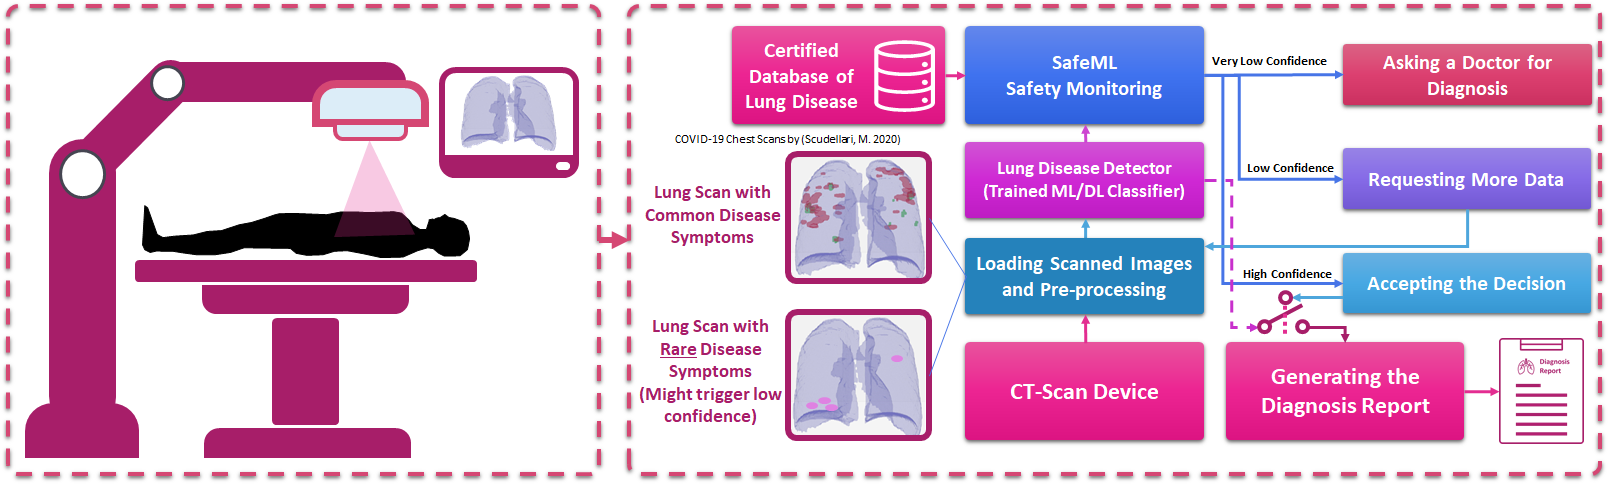 Certified
Database of
Lung Disease
SafeML
Safety Monitoring
Very Low Confidence
Asking a Doctor for
Diagnosis
COVID-19 Chest Scans by (Scudellari, M. 2020)
Lung Scan with
Common Disease
Symptoms
Lung Disease Detector
(Trained ML/DL Classifier)
Low Confidence
Requesting More Data
Loading Scanned Images
and Pre-processing
High Confidence
Accepting the Decision
Lung Scan with
Rare Disease
Symptoms
(Might trigger low
confidence)
CT-Scan Device
Generating the
Diagnosis Report
Diagnosis
Report